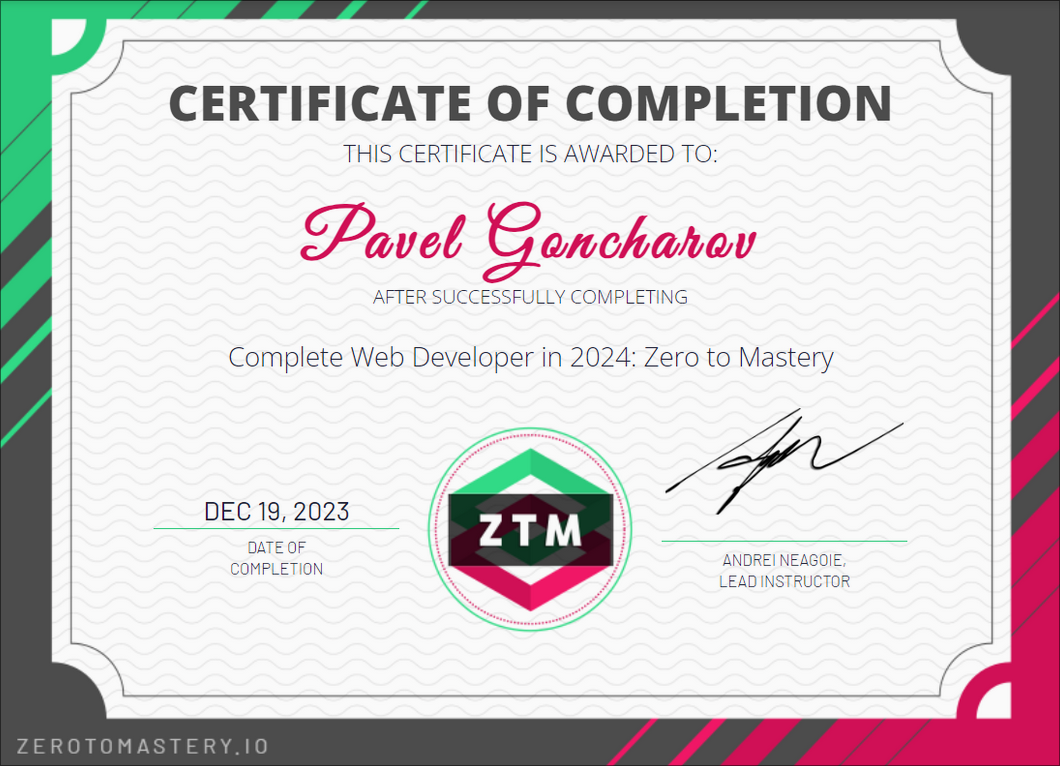 CERTIFICATE OF COMPLETION
THIS CERTIFICATE IS AWARDED TO:
Pavel Goncharov
AFTER SUCCESSFULLY COMPLETING
Complete Web Developer in 2024: Zero to Mastery
DEC 19, 2023
DATE OF
COMPLETION
ZTM
ANDREI NEAGOIE,
LEAD INSTRUCTOR
ZEROTOMASTERY.IO